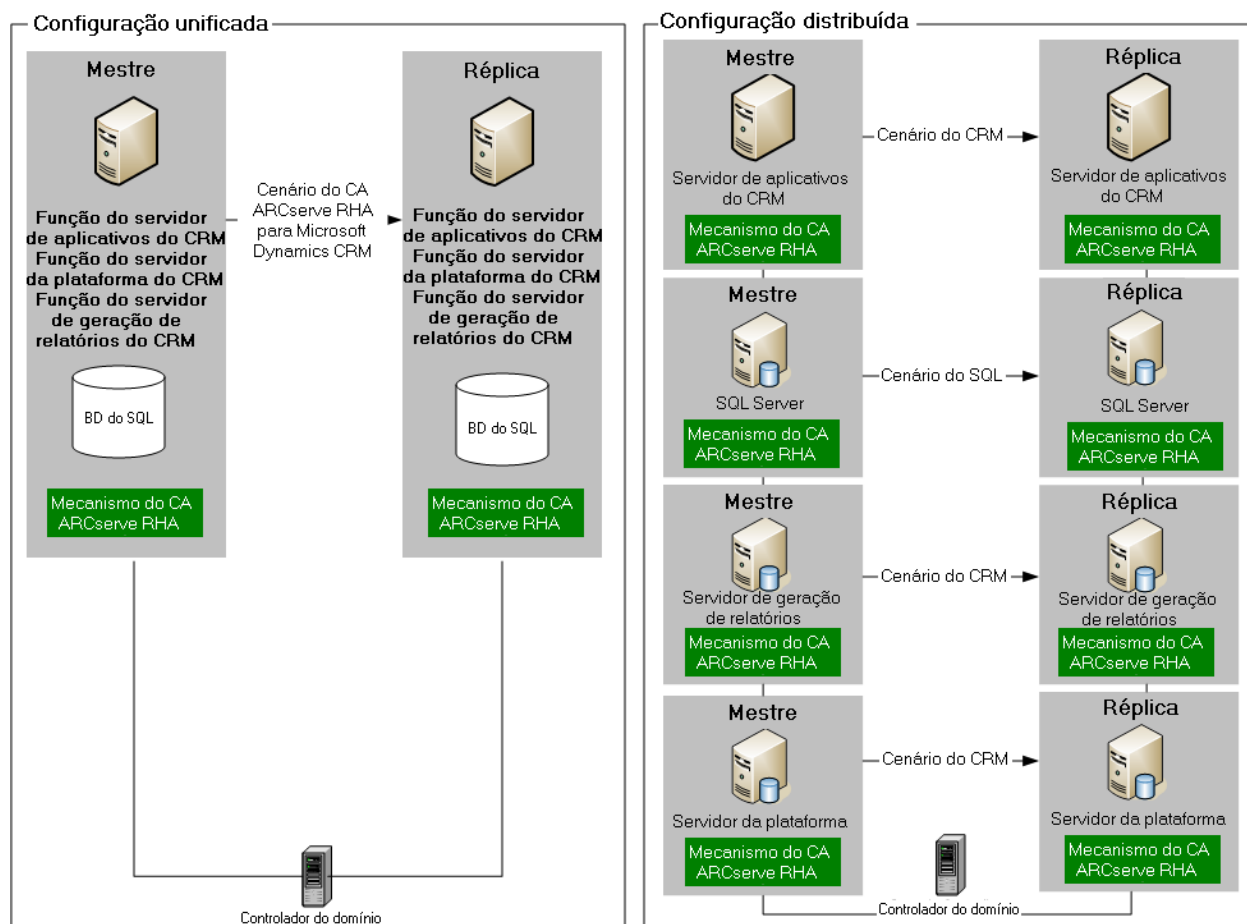 Configuração unificada
Mestre
Réplica
Função do servidor
de aplicativos do CRM
Função do servidor
da plataforma do CRM
Função do servidor
de geração de
relatórios do CRM
Cenário do CA
ARCserve RHA
para Microsoft
Dynamics CRM
Função do servidor
de aplicativos do CRM
Função do servidor
da plataforma do CRM
Função do servidor
de geração de
relatórios do CRM
BD do SQL
BD do SQL
Mecanismo do CA
ARCserve RHA
Mecanismo do CA
ARCserve RHA
Controlador do domínio
Configuração distribuída
Mestre
Réplica
Cenário do CRM
Servidor de aplicativos
do CRM
Servidor de aplicativos
do CRM
Mecanismo do CA
ARCserve RHA
Mecanismo do CA
ARCserve RHA
Mestre
Réplica
Cenário do SQL
SQL Server
SQL Server
Mecanismo do CA
ARCserve RHA
Mecanismo do CA
ARCserve RHA
Mestre
Réplica
Cenário do CRM
Servidor de geração
de relatórios
Servidor de geração
de relatórios
Mecanismo do CA
ARCserve RHA
Mecanismo do CA
ARCserve RHA
Mestre
Réplica
Cenário do CRM
Servidor da plataforma
Servidor da plataforma
Mecanismo do CA
ARCserve RHA
Mecanismo do CA
ARCserve RHA
Controlador do domínio